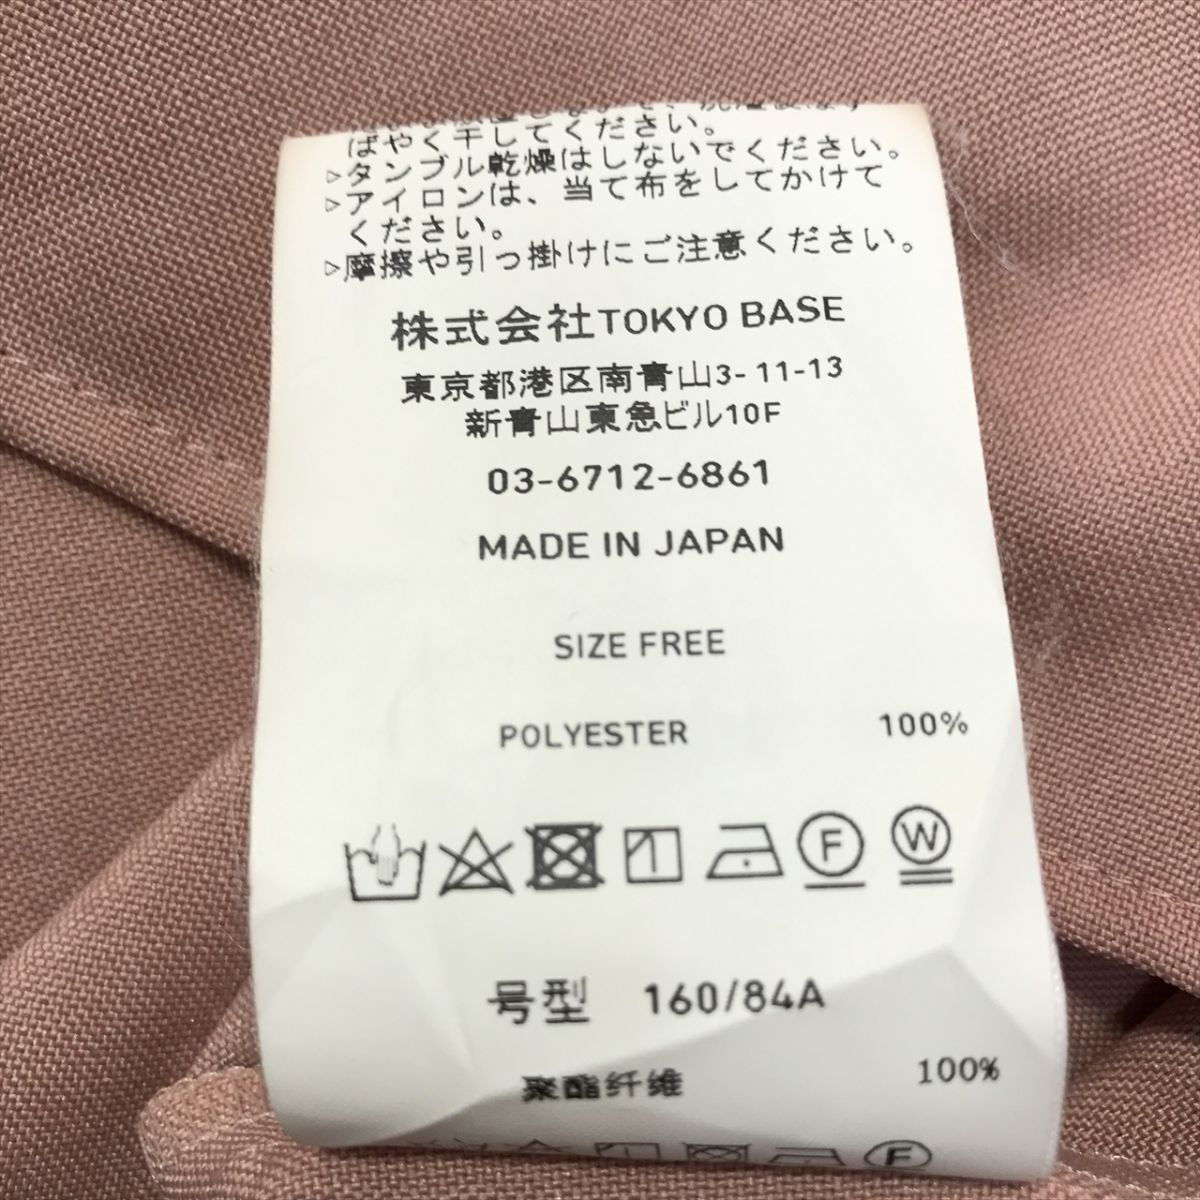 ばやく干してください。
▷タンブル乾燥はしないでください。
▷アイロンは、当て布をしてかけて
ください。
▷摩擦や引っ掛けにご注意ください。
株式会社TOKYO BASE
東京都港区南青山3-11-13
新青山東急ビル10F
03-6712-6861
MADE IN JAPAN
SIZE FREE
POLYESTER 100%
F W
号型 160/84A
聚酯纤维 100%
F